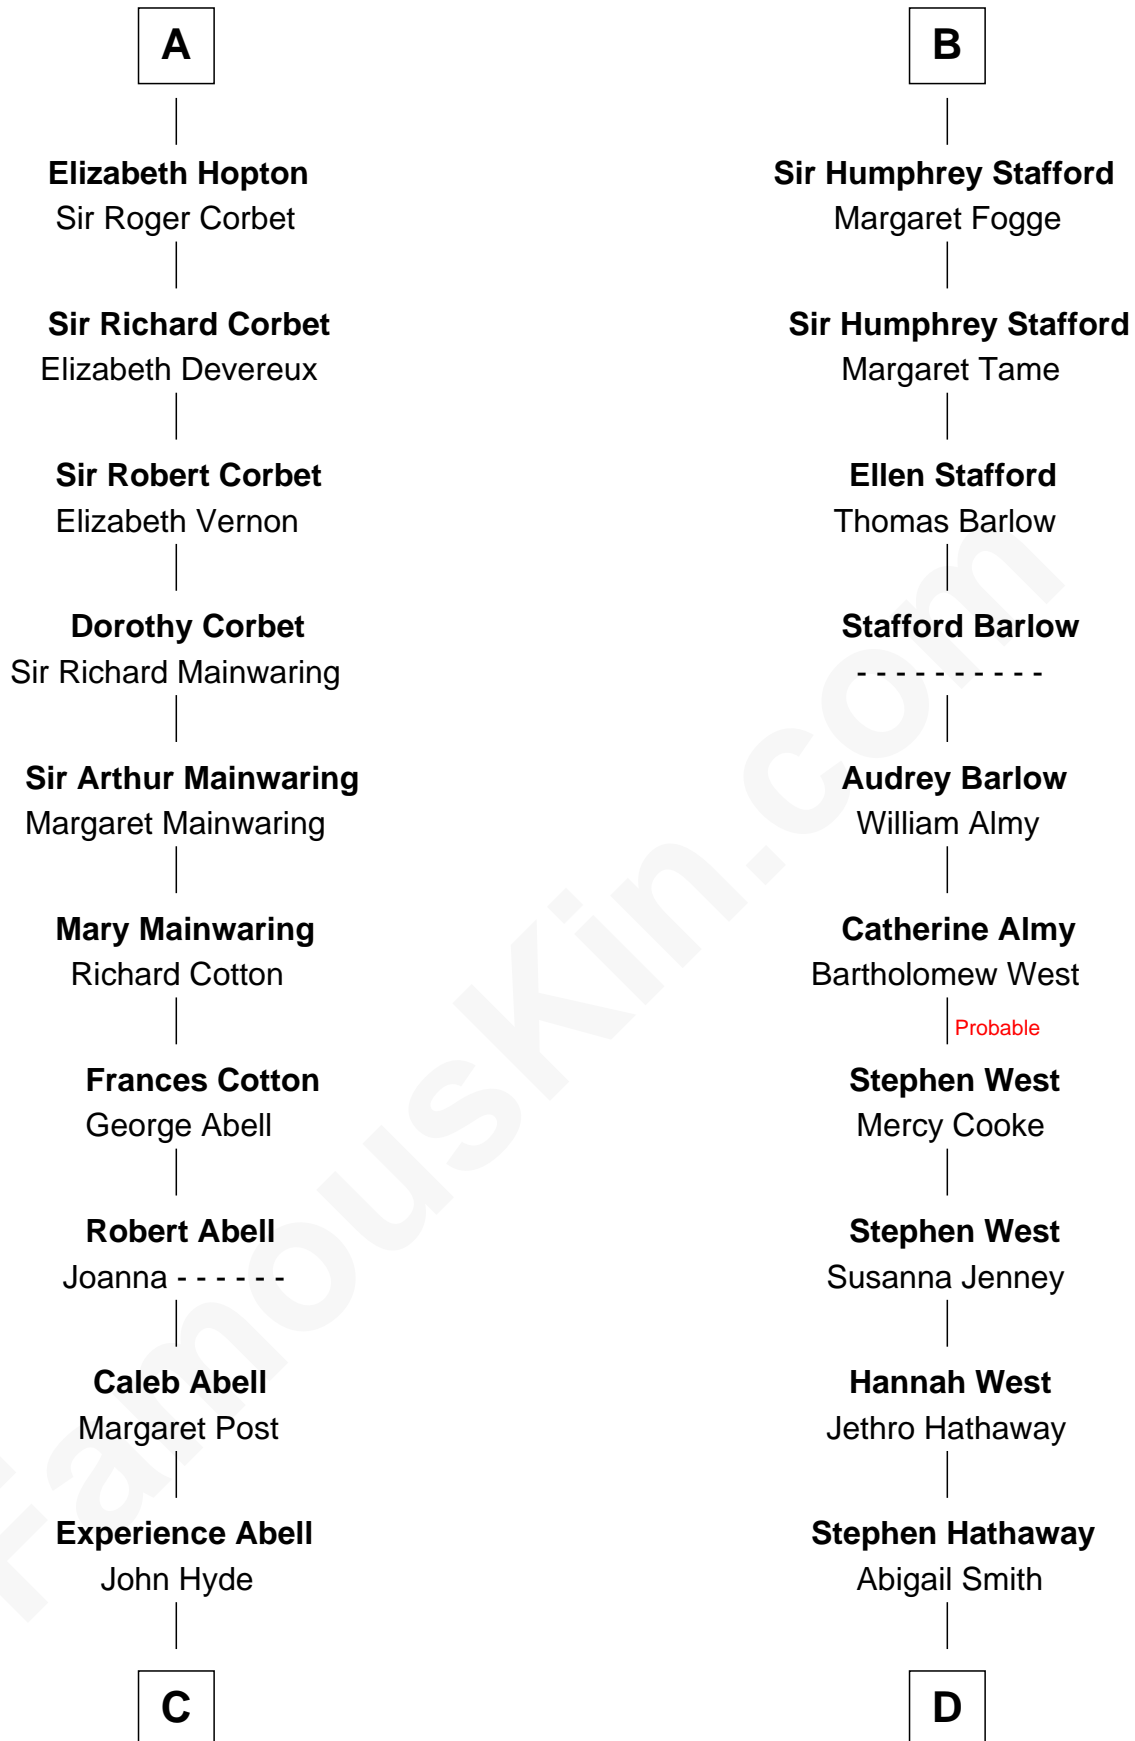 A
Elizabeth Hopton
Sir Roger Corbet
Sir Richard Corbet
Elizabeth Devereux
Sir Robert Corbet
Elizabeth Vernon
Dorothy Corbet
Sir Richard Mainwaring
Sir Arthur Mainwaring
Margaret Mainwaring
Mary Mainwaring
Richard Cotton
Frances Cotton
George Abell
Robert Abell
Joanna - - - - - -
Caleb Abell
Margaret Post
Experience Abell
John Hyde
C
B
Sir Humphrey Stafford
Margaret Fogge
Sir Humphrey Stafford
Margaret Tame
Ellen Stafford
Thomas Barlow
Stafford Barlow
- - - - - - - - - -
Audrey Barlow
William Almy
Catherine Almy
Bartholomew West
Probable
Stephen West
Mercy Cooke
Stephen West
Susanna Jenney
Hannah West
Jethro Hathaway
Stephen Hathaway
Abigail Smith
D
FamousKin.com